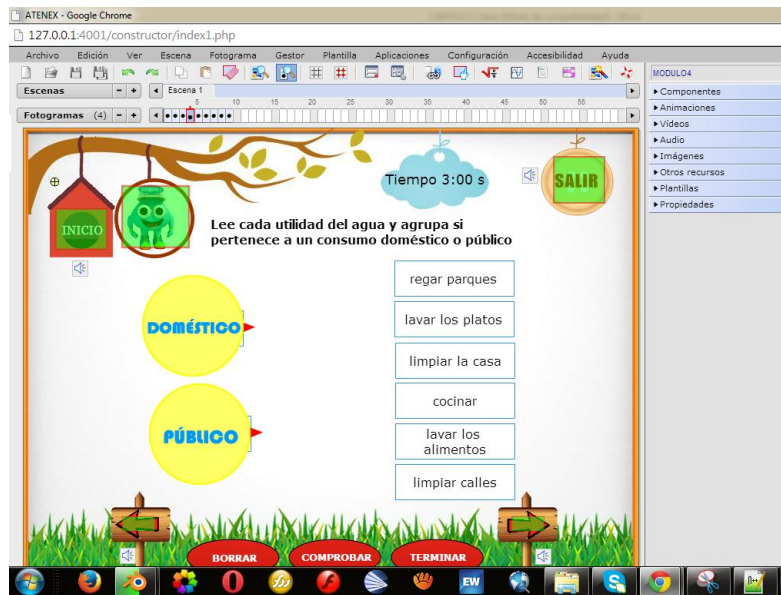 ATENEX - Google Chrome
127.0.0.1:4001/constructor/index1.php
Archivo Edición Ver Escena Fotograma Gestor Plantilla Aplicaciones Configuración Accesibilidad Ayuda
Escenas - + Escena 1
5 10 15 20 25 30 35 40 45 50 55
Fotogramas (4) - +
MODULO4
Componentes
Animaciones
Vídeos
Audio
Imágenes
Otros recursos
Plantillas
Propiedades
Tiempo 3:00 s
SALIR
INICIO
Lee cada utilidad del agua y agrupa si
pertenece a un consumo doméstico o público
DOMÉSTICO
PÚBLICO
regar parques
lavar los platos
limpiar la casa
cocinar
lavar los
alimentos
limpiar calles
BORRAR COMPROBAR TERMINAR
EW